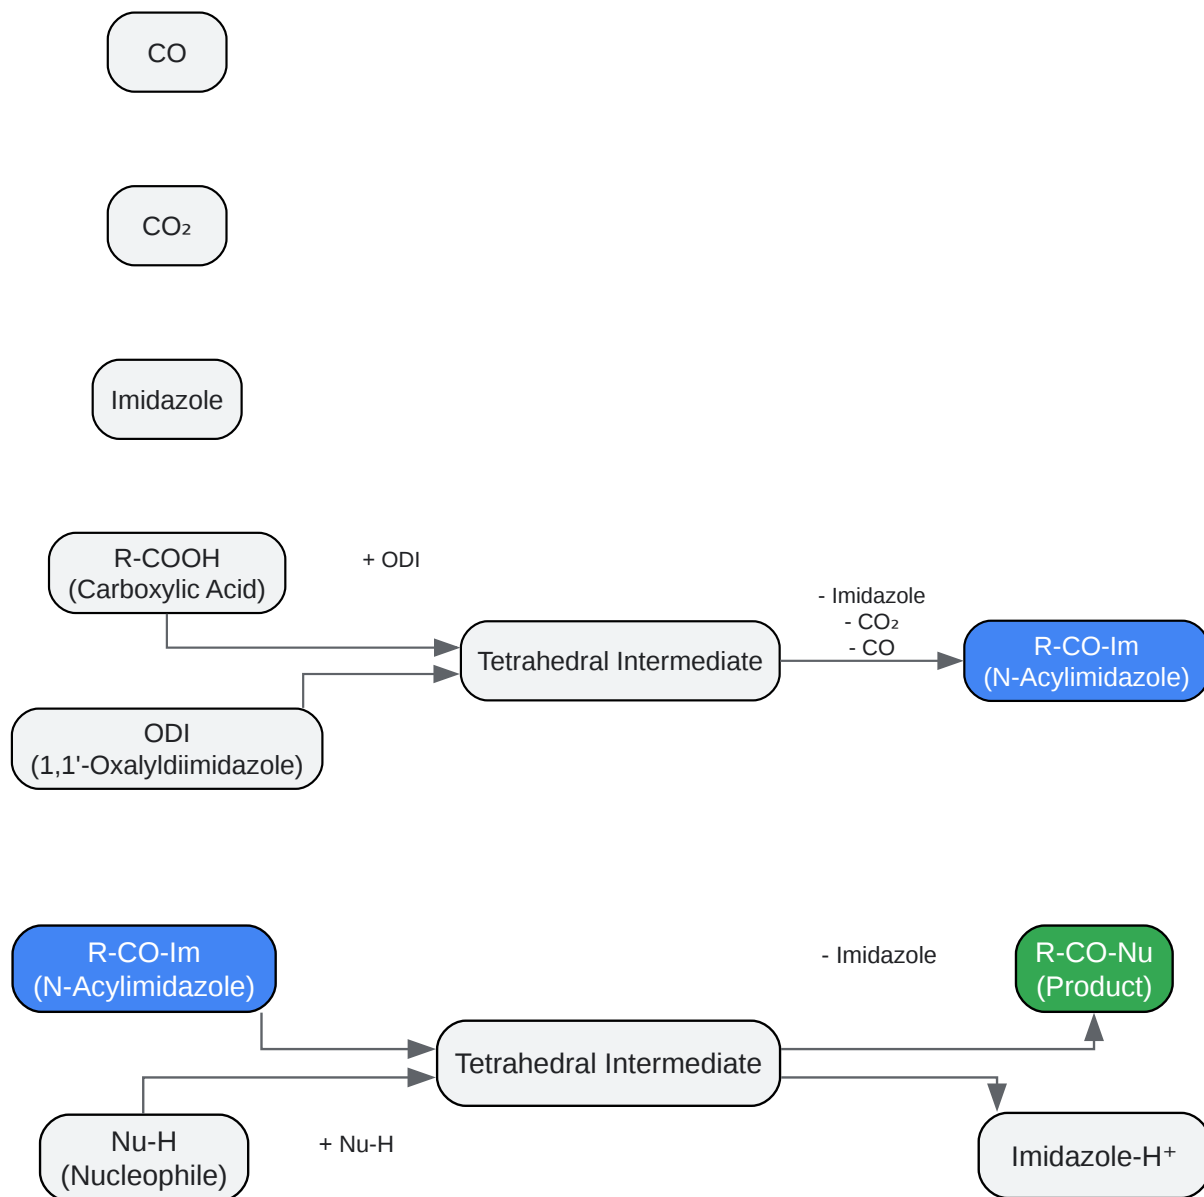 CO
CO₂
Imidazole
R-COOH
(Carboxylic Acid)
+ ODI
- Imidazole
- CO₂
- CO
Tetrahedral Intermediate
R-CO-Im
(N-Acylimidazole)
ODI
(1,1'-Oxalyldiimidazole)
R-CO-Im
(N-Acylimidazole)
- Imidazole
R-CO-Nu
(Product)
Tetrahedral Intermediate
Nu-H
(Nucleophile)
+ Nu-H
Imidazole-H⁺